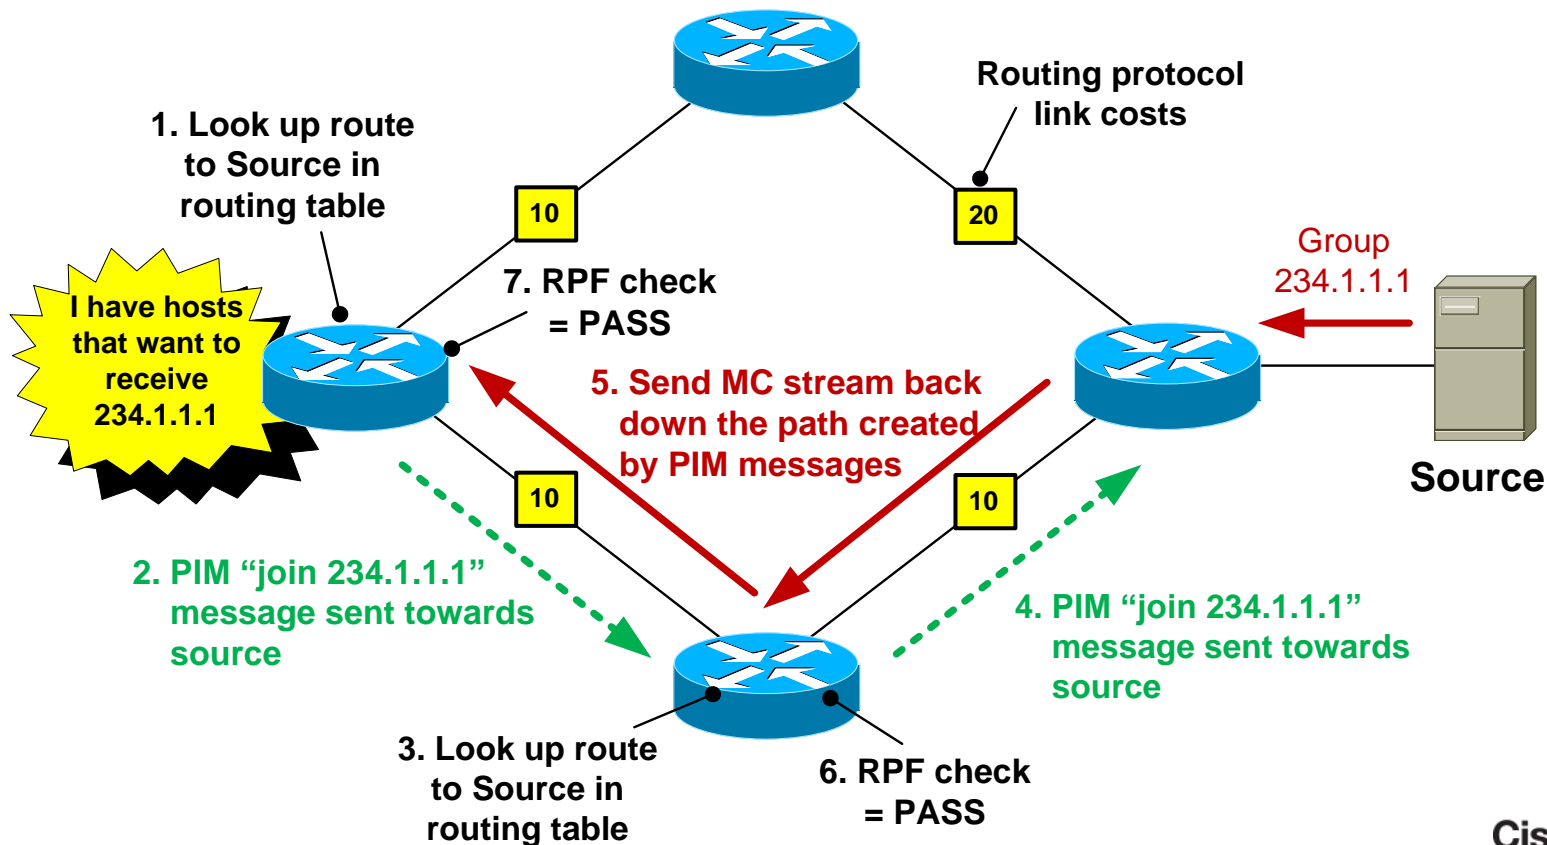 Routing protocol
link costs
1. Look up route
to Source in
routing table
10
20
Group
234.1.1.1
7. RPF check
= PASS
I have hosts
that want to
receive
234.1.1.1
5. Send MC stream back
down the path created
by PIM messages
Source
10
10
2. PIM “join 234.1.1.1”
message sent towards
source
4. PIM “join 234.1.1.1”
message sent towards
source
3. Look up route
to Source in
routing table
6. RPF check
= PASS
Cis